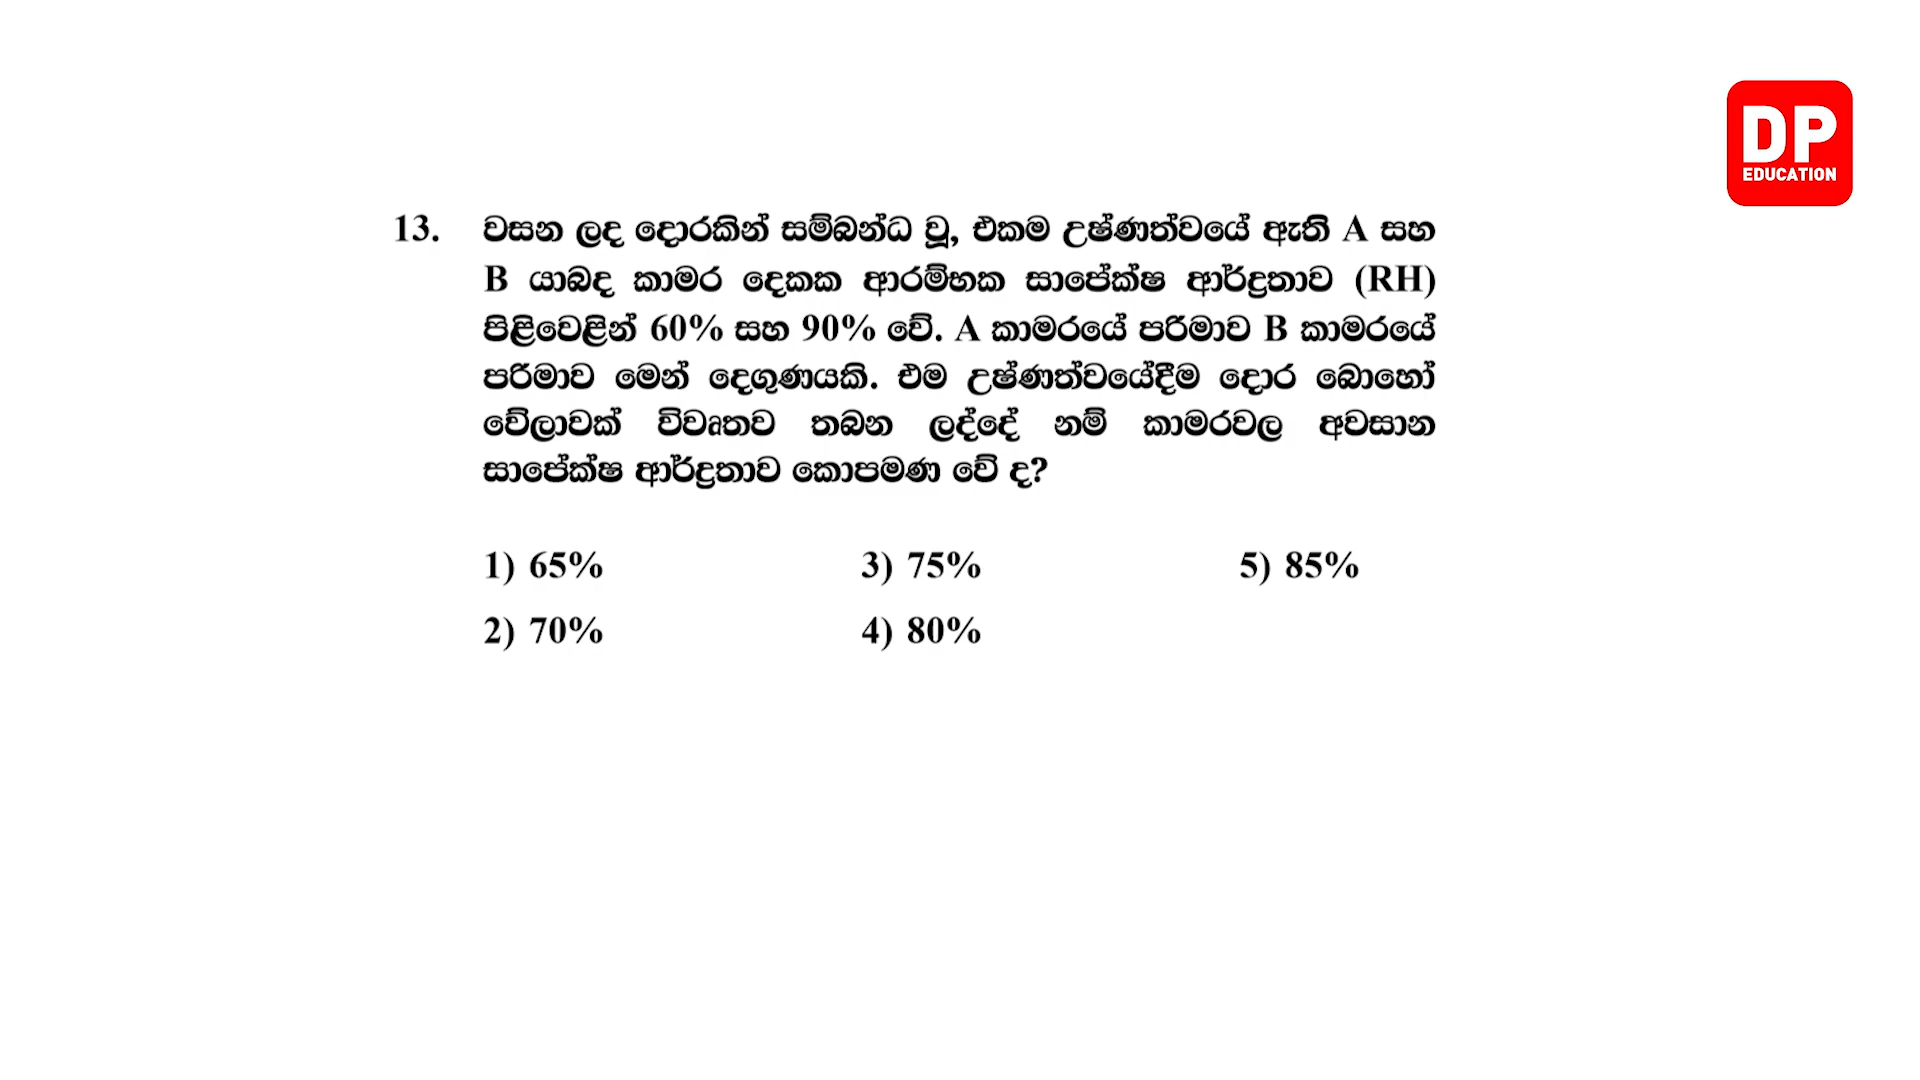 DP
EDUCATION
13. වසන ලද දොරකින් සම්බන්ධ වූ, එකම උෂ්ණත්වයේ ඇති A සහ
B යාබද කාමර දෙකක ආරම්භක සාපේක්ෂ ආර්ද්‍රතාව (RH)
පිළිවෙළින් 60% සහ 90% වේ. A කාමරයේ පරිමාව B කාමරයේ
පරිමාව මෙන් දෙගුණයකි. එම උෂ්ණත්වයේදීම දොර බොහෝ
වේලාවක් විවෘතව තබන ලද්දේ නම් කාමරවල අවසාන
සාපේක්ෂ ආර්ද්‍රතාව කොපමණ වේ ද?
1) 65% 3) 75% 5) 85%
2) 70% 4) 80%